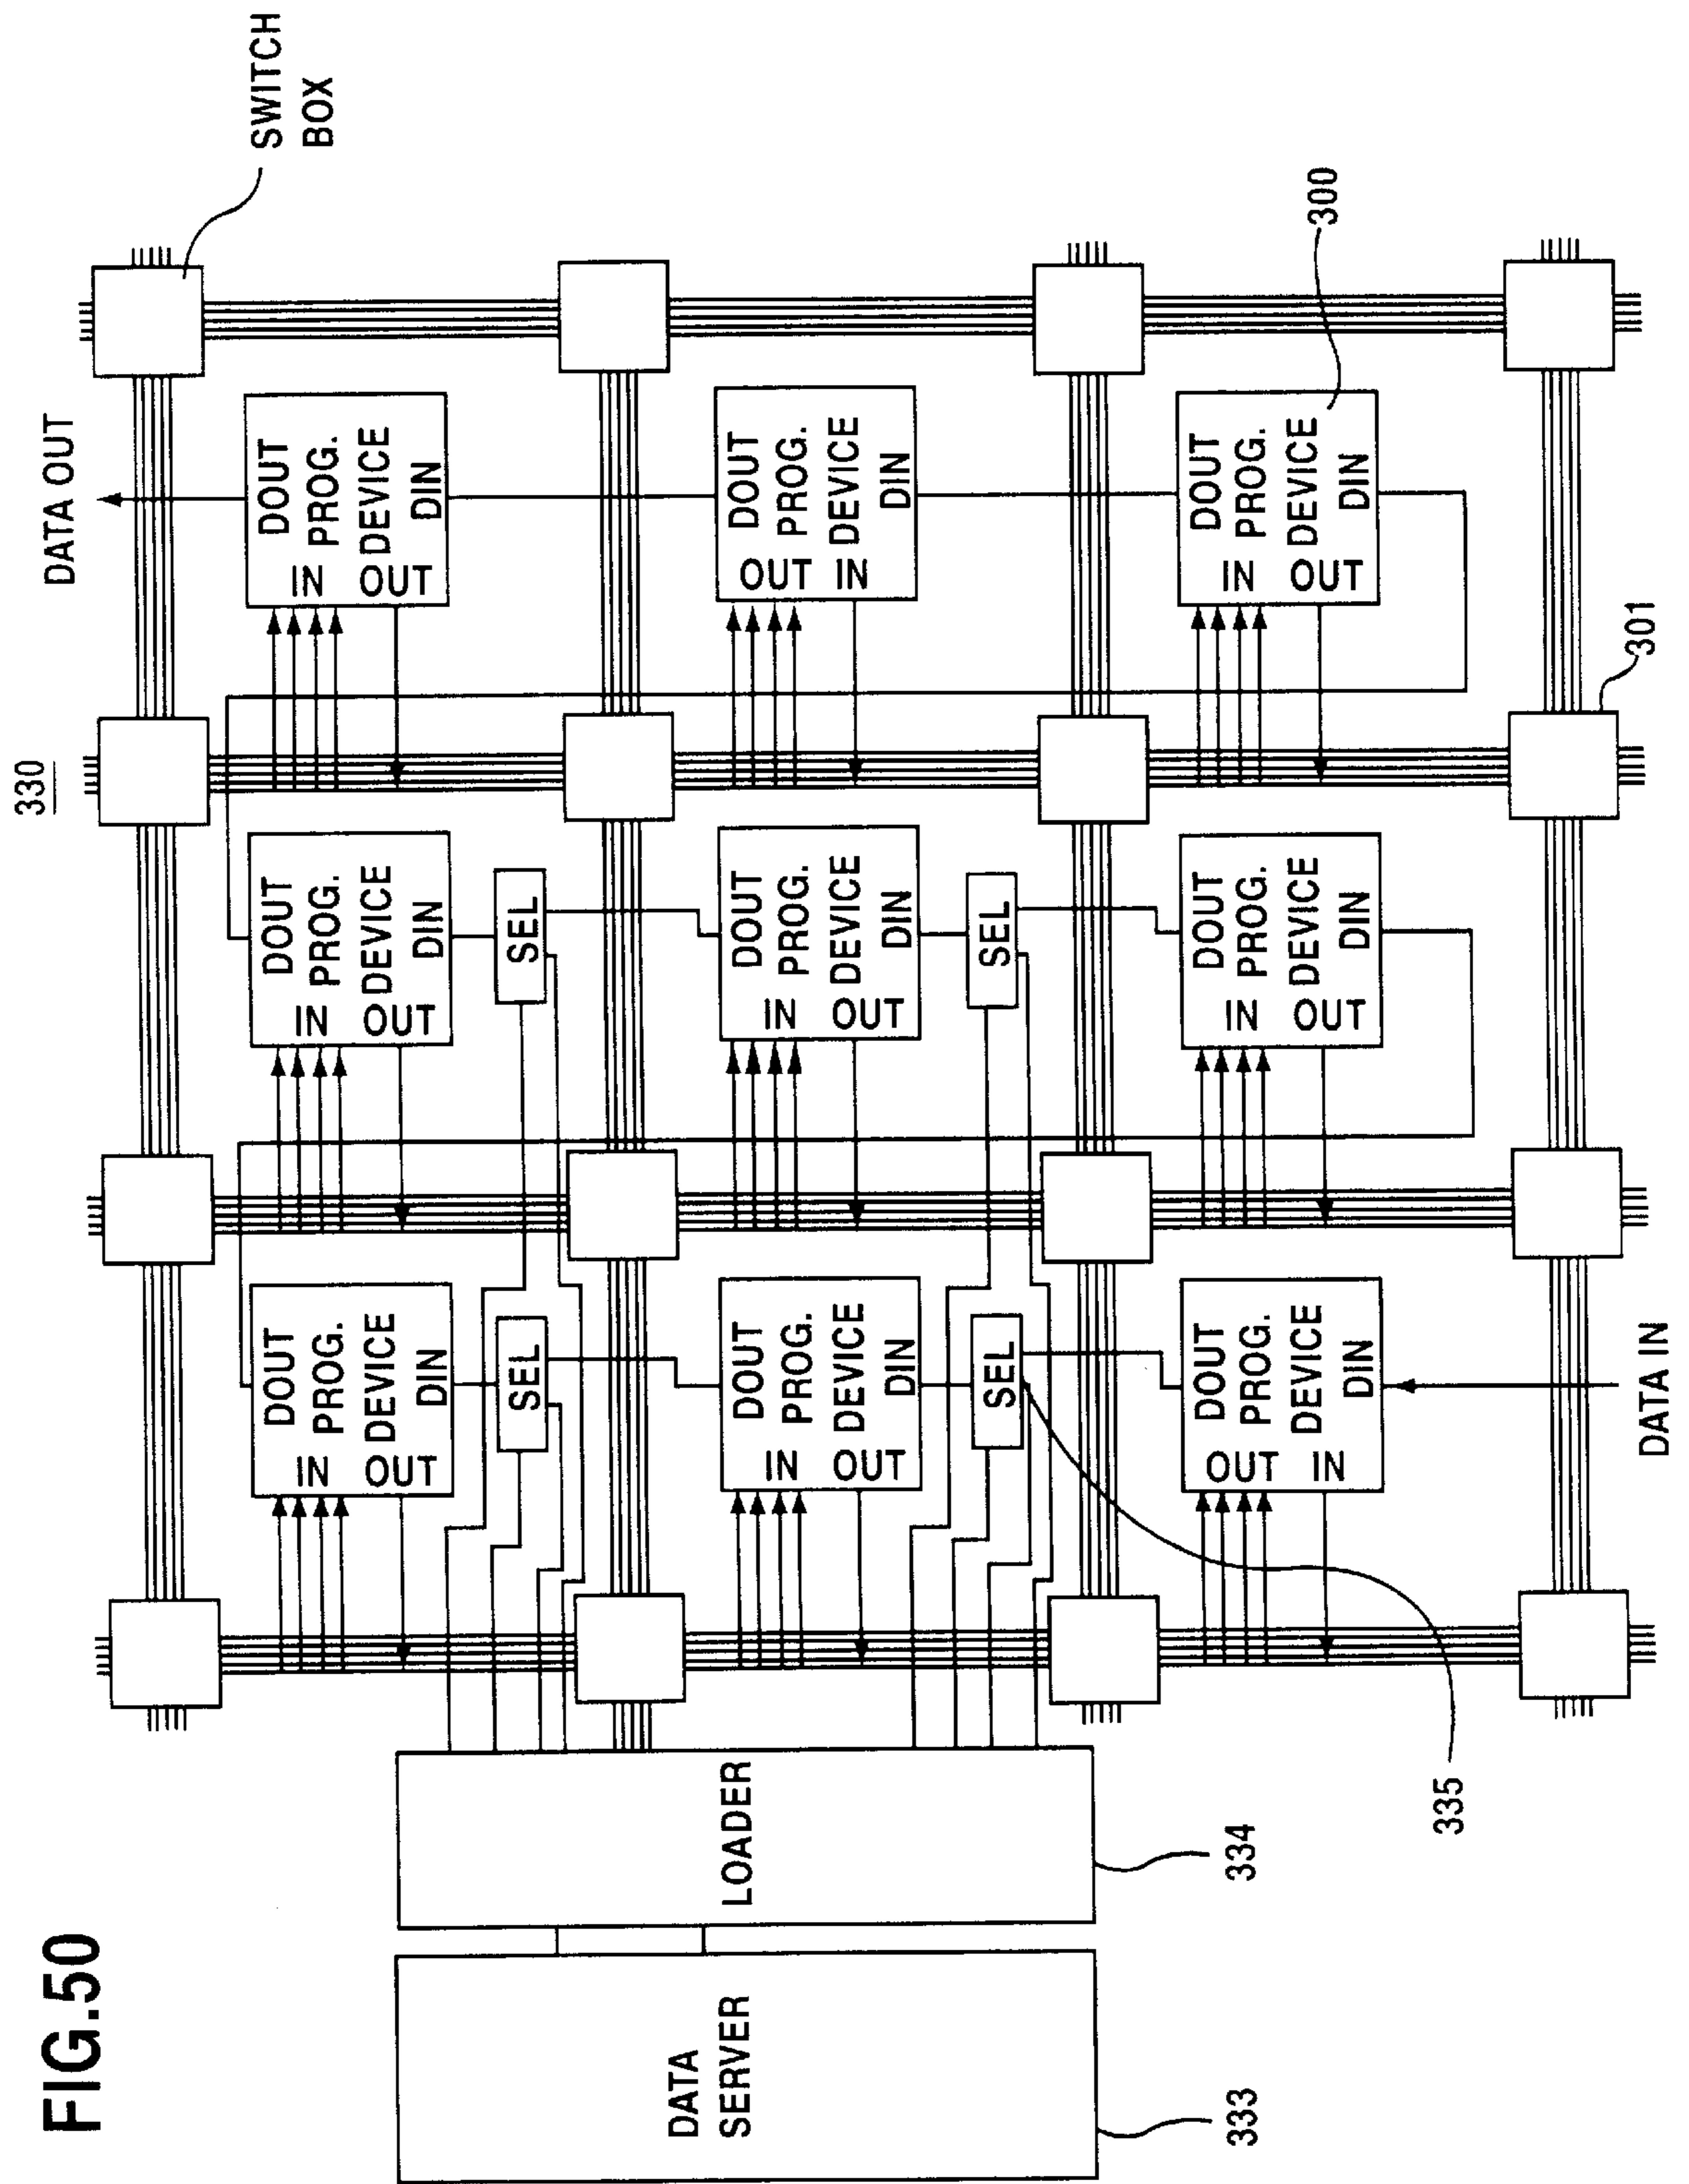 FIG.50
330
DATA OUT
SWITCH
BOX
DOUT
IN PROG.
OUT DEVICE
DIN
DOUT
IN PROG.
OUT DEVICE
DIN
DOUT
IN PROG.
OUT DEVICE
DIN
SEL
SEL
DATA
SERVER
LOADER
DOUT
IN PROG.
OUT DEVICE
DIN
DOUT
IN PROG.
OUT DEVICE
DIN
DOUT
OUT PROG.
IN DEVICE
DIN
SEL
SEL
DOUT
OUT PROG.
IN DEVICE
DIN
DOUT
IN PROG.
OUT DEVICE
DIN
DOUT
IN PROG.
OUT DEVICE
DIN
333
334
335
300
DATA IN
301